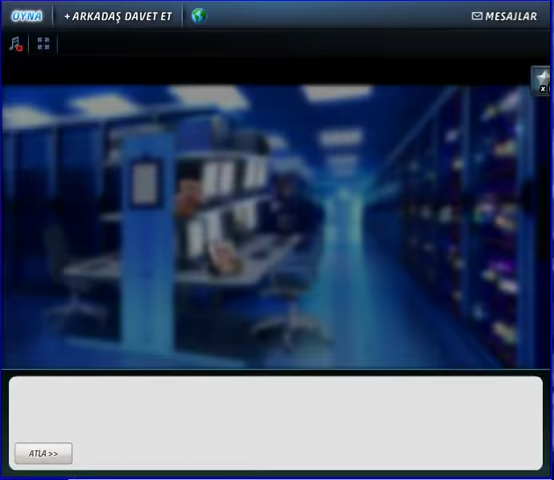 OYNA
+ ARKADAŞ DAVET ET
MESAJLAR
x
ATLA >>